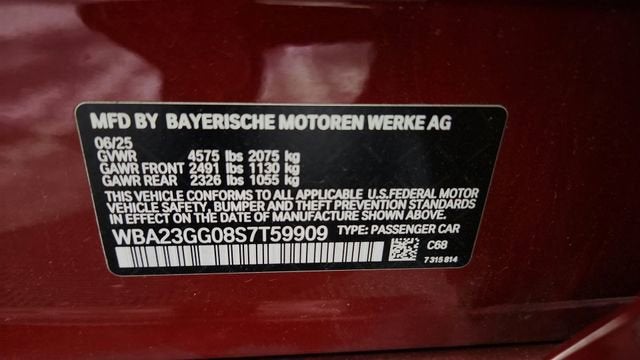 MFD BY BAYERISCHE MOTOREN WERKE AG
06/25
GVWR 4575 lbs 2075 kg
GAWR FRONT 2491 lbs 1130 kg
GAWR REAR 2326 lbs 1055 kg
THIS VEHICLE CONFORMS TO ALL APPLICABLE U.S.FEDERAL MOTOR
VEHICLE SAFETY, BUMPER AND THEFT PREVENTION STANDARDS
IN EFFECT ON THE DATE OF MANUFACTURE SHOWN ABOVE.
WBA23GG08S7T59909 TYPE: PASSENGER CAR
C68
7 315 814